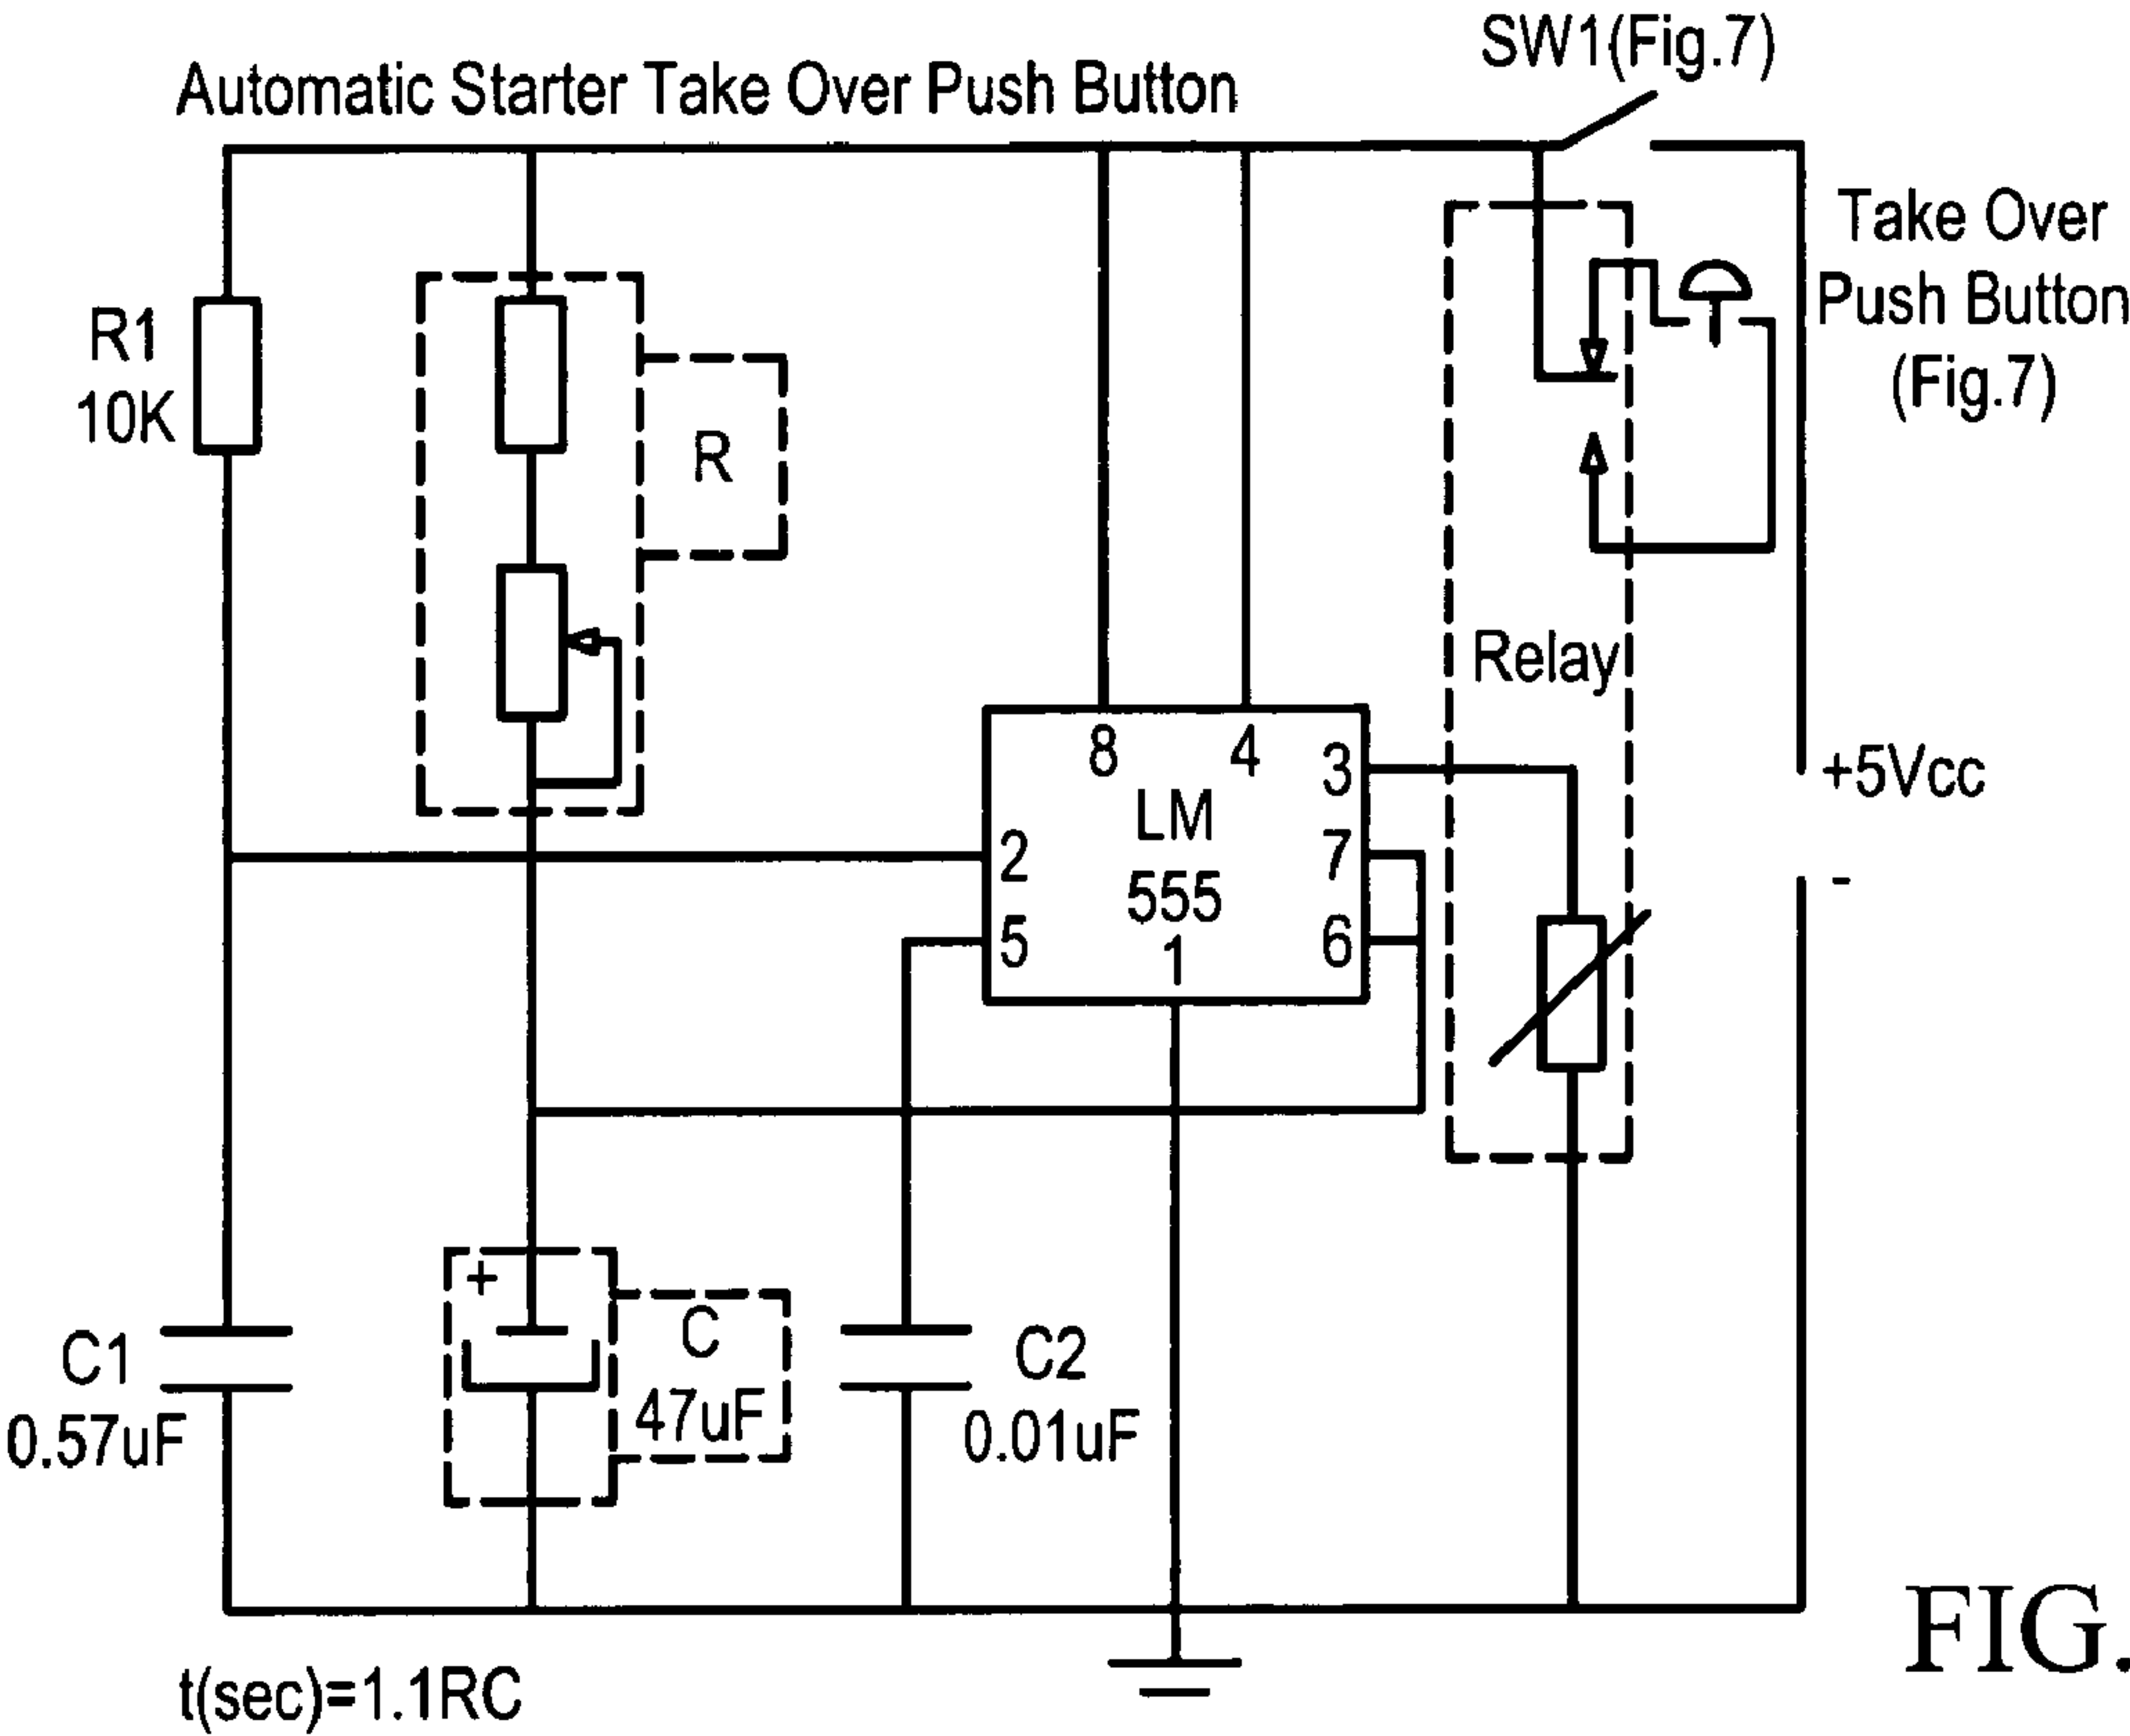 SW1(Fig.7)
Automatic Starter Take Over Push Button
Take Over
Push Button
(Fig.7)
R1
10K
R
Relay
8 4 3
+5Vcc
LM
2 7
555
5 1 6
-
+
C
47uF
C1
0.57uF
C2
0.01uF
FIG.
t(sec)=1.1RC